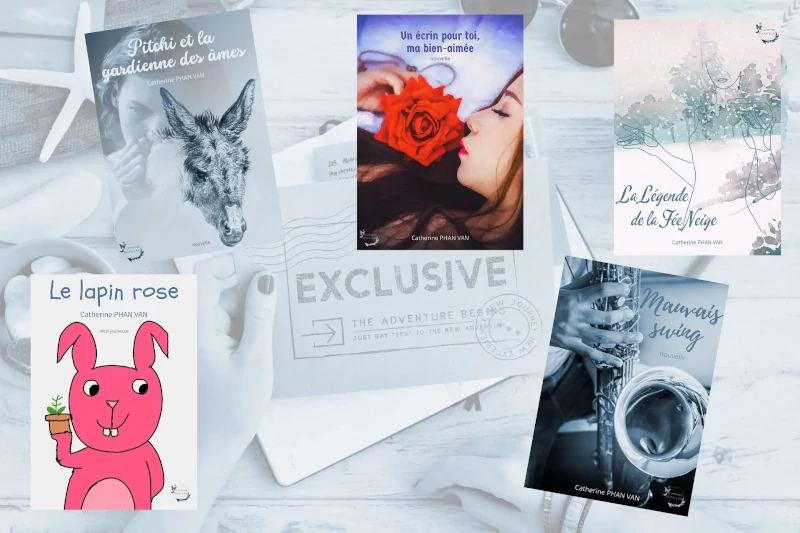 Pitchi et la
gardienne des âmes
Catherine PHAN VAN
nouvelle
Un écrin pour toi,
ma bien-aimée
nouvelle
Catherine PHAN VAN
La Légende
de la Fée Neige
Catherine PHAN VAN
EXCLUSIVE
THE ADVENTURE BEGINS
JUST SAY "YES" TO THE NEW ADVENTURE
Le lapin rose
Catherine PHAN VAN
récit jeunesse
Mauvais
swing
nouvelle
Catherine PHAN VAN